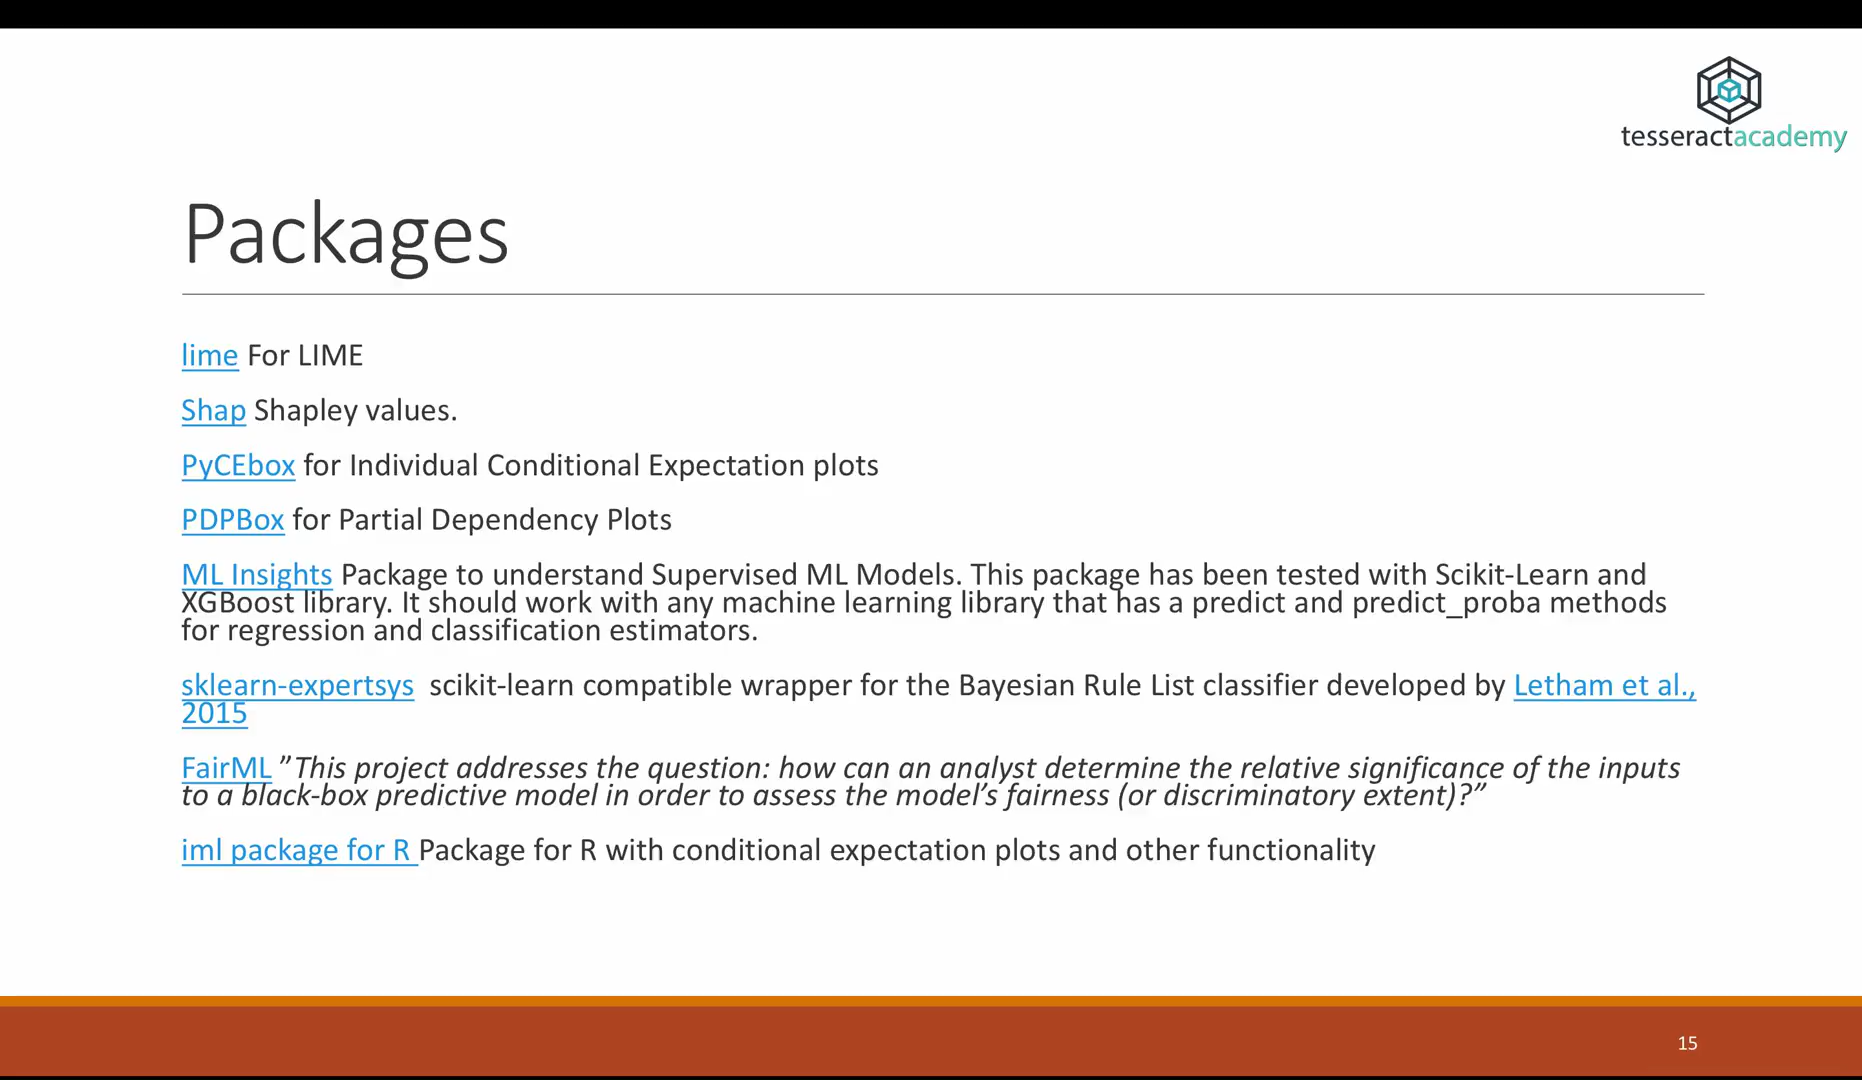 tesseractacademy
Packages
lime For LIME
Shap Shapley values.
PyCEbox for Individual Conditional Expectation plots
PDPBox for Partial Dependency Plots
ML Insights Package to understand Supervised ML Models. This package has been tested with Scikit-Learn and
XGBoost library. It should work with any machine learning library that has a predict and predict_proba methods
for regression and classification estimators.
sklearn-expertsys scikit-learn compatible wrapper for the Bayesian Rule List classifier developed by Letham et al.,
2015
FairML ”This project addresses the question: how can an analyst determine the relative significance of the inputs
to a black-box predictive model in order to assess the model’s fairness (or discriminatory extent)?”
iml package for R Package for R with conditional expectation plots and other functionality
15